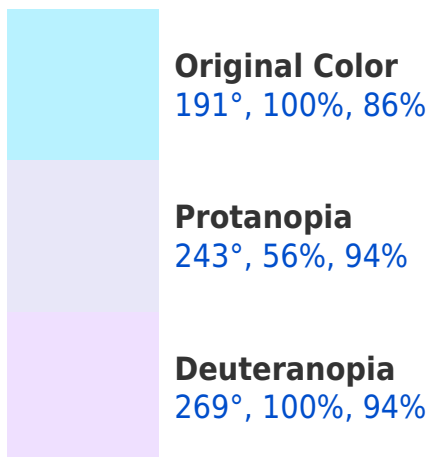 Original Color
191°, 100%, 86%
Protanopia
243°, 56%, 94%
Deuteranopia
269°, 100%, 94%